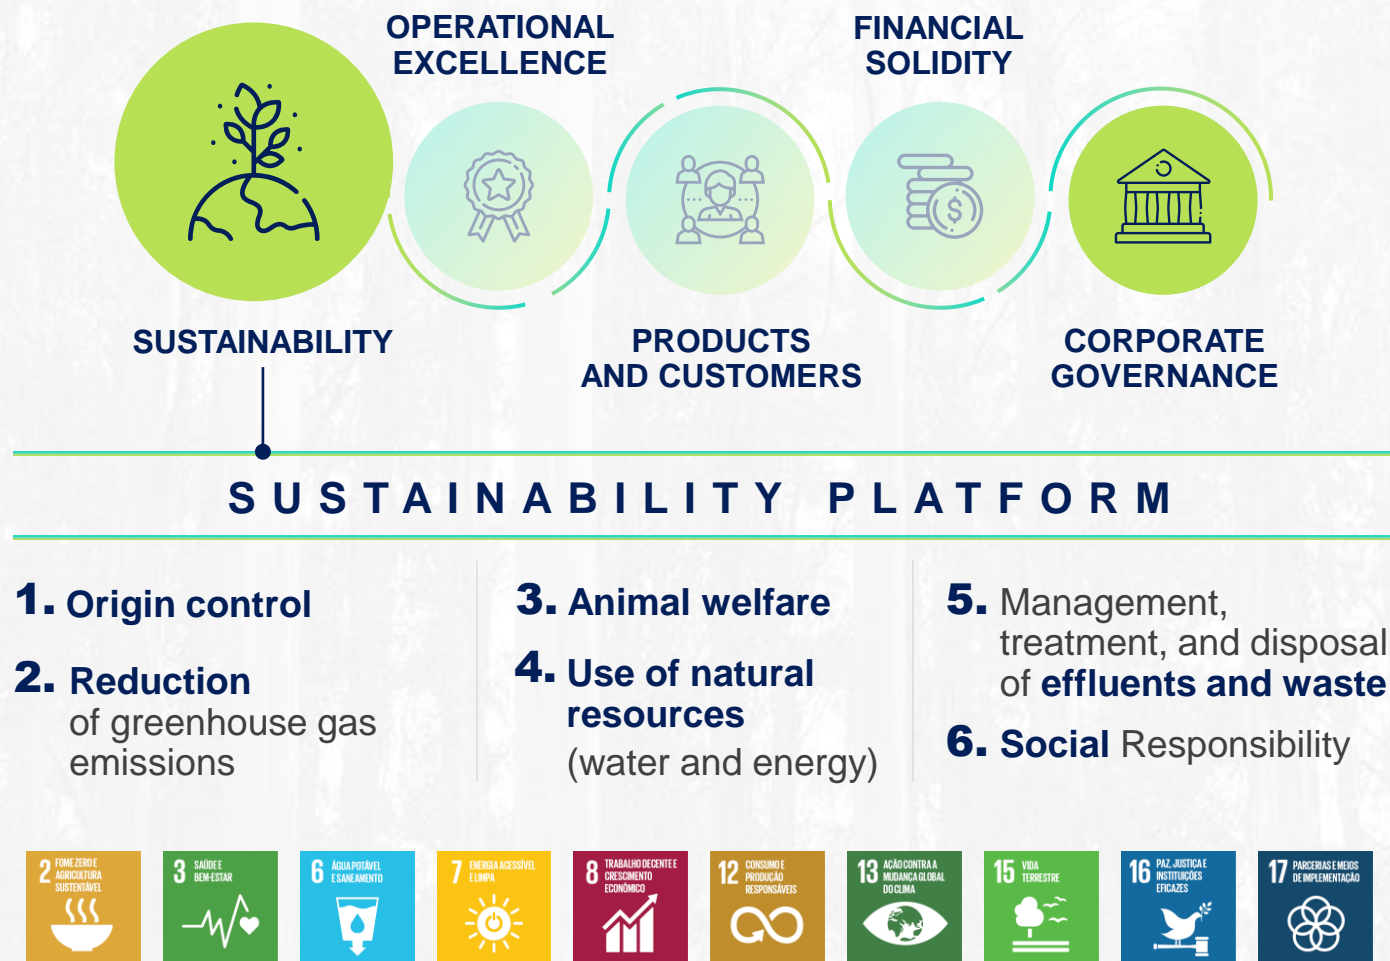 OPERATIONAL
EXCELLENCE
FINANCIAL
SOLIDITY
$
SUSTAINABILITY
PRODUCTS
AND CUSTOMERS
CORPORATE
GOVERNANCE
SUSTAINABILITY PLATFORM
1. Origin control
2. Reduction
of greenhouse gas
emissions
3. Animal welfare
4. Use of natural
resources
(water and energy)
5. Management,
treatment, and disposal
of effluents and waste
6. Social Responsibility
2 FOME ZERO E
AGRICULTURA
SUSTENTÁVEL
3 SAÚDE E
BEM-ESTAR
6 ÁGUA POTÁVEL
E SANEAMENTO
7 ENERGIA ACESSÍVEL
E LIMPA
8 TRABALHO DECENTE E
CRESCIMENTO
ECONÔMICO
12 CONSUMO E
PRODUÇÃO
RESPONSÁVEIS
13 AÇÃO CONTRA A
MUDANÇA GLOBAL
DO CLIMA
15 VIDA
TERRESTRE
16 PAZ, JUSTIÇA E
INSTITUIÇÕES
EFICAZES
17 PARCERIAS E MEIOS
DE IMPLEMENTAÇÃO